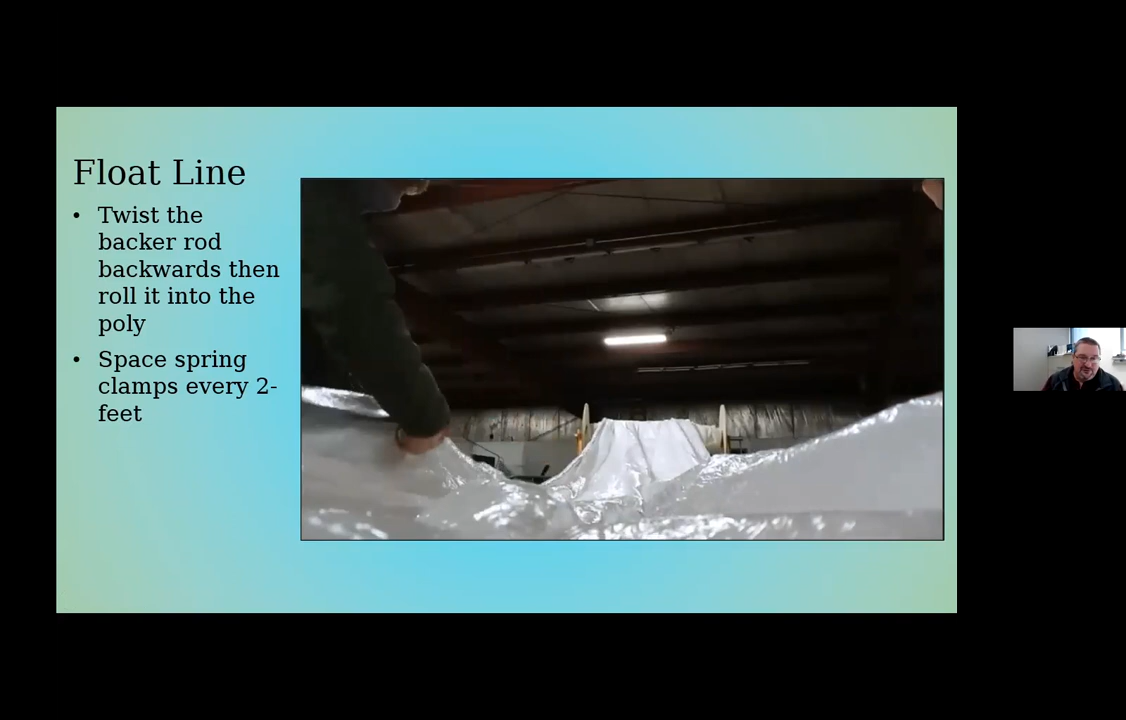 Float Line
• Twist the
backer rod
backwards then
roll it into the
poly
• Space spring
clamps every 2-
feet